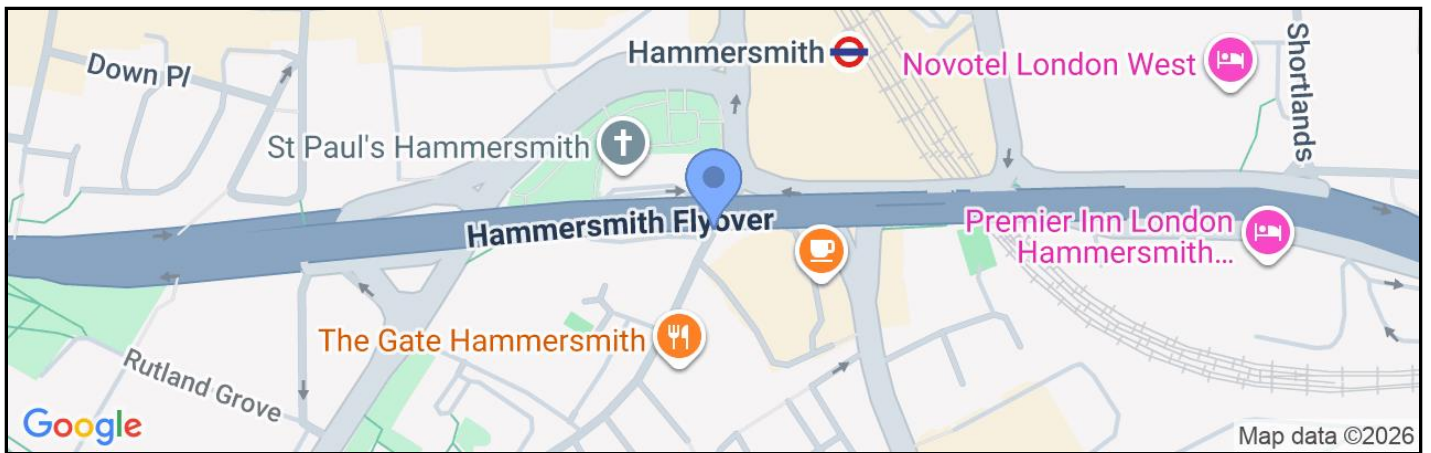 Down Pl
Hammersmith
Novotel London West
Shortlands
St Paul's Hammersmith
Hammersmith Flyover
Premier Inn London
Hammersmith...
The Gate Hammersmith
Rutland Grove
Google
Map data ©2026